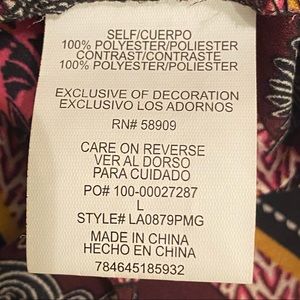 SELF/CUERPO
100% POLYESTER/POLIESTER
CONTRAST/CONTRASTE
100% POLYESTER/POLIESTER
EXCLUSIVE OF DECORATION
EXCLUSIVO LOS ADORNOS
RN# 58909
CARE ON REVERSE
VER AL DORSO
PARA CUIDADO
PO# 100-00027287
L
STYLE# LA0879PMG
MADE IN CHINA
HECHO EN CHINA
784645185932